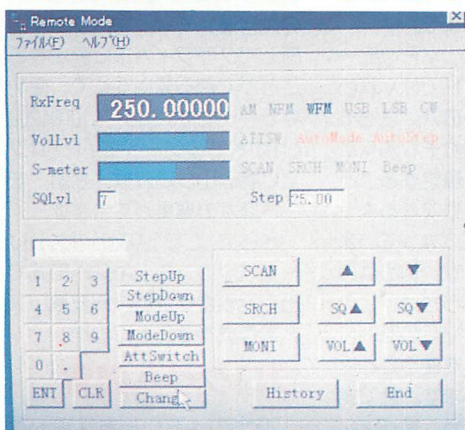 Remote Mode
ファイル(F) ヘルプ(H)
RxFreq 250.00000 AM NFM WFM USB LSB CW
VolLvl ATTSW AutoMode AutoStep
S-meter SCAN SRCH MONI Beep
SQLvl 7 Step 25.00
1 2 3 StepUp SCAN ▲ ▼
StepDown
4 5 6 ModeUp SRCH SQ▲ SQ▼
7 8 9 ModeDown MONI VOL▲ VOL▼
0 . AttSwitch
Beep
ENT CLR Chang History End